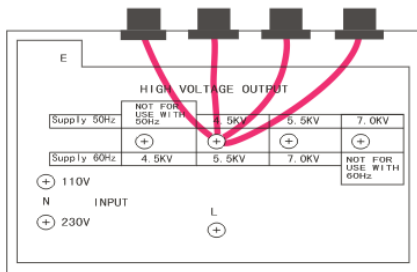 E
HIGH VOLTAGE OUTPUT
NOT FOR
USE WITH
50Hz
Supply 50Hz 4.5KV 5.5KV 7.0KV
Supply 60Hz 4.5KV 5.5KV 7.0KV
NOT FOR
USE WITH
60Hz
110V
N INPUT
L
230V